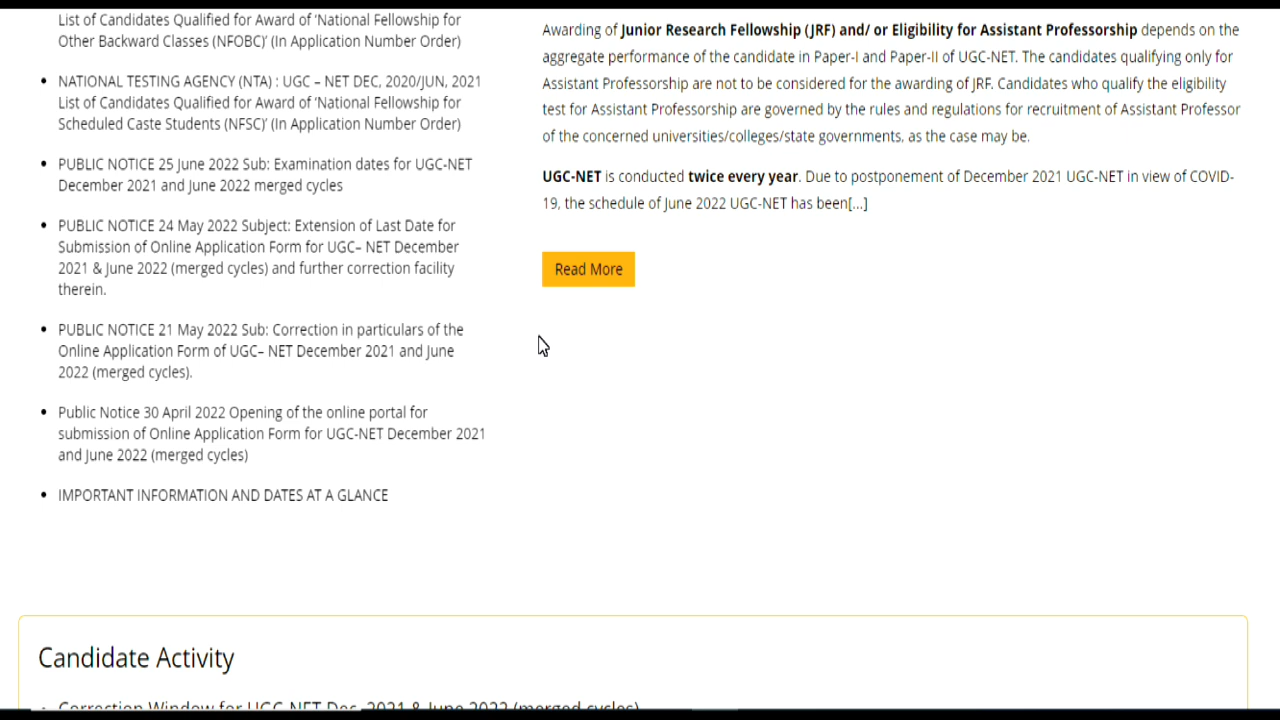 List of Candidates Qualified for Award of ‘National Fellowship for
Other Backward Classes (NFOBC)’ (In Application Number Order)
NATIONAL TESTING AGENCY (NTA) : UGC – NET DEC, 2020/JUN, 2021
List of Candidates Qualified for Award of ‘National Fellowship for
Scheduled Caste Students (NFSC)’ (In Application Number Order)
PUBLIC NOTICE 25 June 2022 Sub: Examination dates for UGC-NET
December 2021 and June 2022 merged cycles
PUBLIC NOTICE 24 May 2022 Subject: Extension of Last Date for
Submission of Online Application Form for UGC– NET December
2021 & June 2022 (merged cycles) and further correction facility
therein.
PUBLIC NOTICE 21 May 2022 Sub: Correction in particulars of the
Online Application Form of UGC– NET December 2021 and June
2022 (merged cycles).
Public Notice 30 April 2022 Opening of the online portal for
submission of Online Application Form for UGC-NET December 2021
and June 2022 (merged cycles)
IMPORTANT INFORMATION AND DATES AT A GLANCE
Awarding of Junior Research Fellowship (JRF) and/ or Eligibility for Assistant Professorship depends on the
aggregate performance of the candidate in Paper-I and Paper-II of UGC-NET. The candidates qualifying only for
Assistant Professorship are not to be considered for the awarding of JRF. Candidates who qualify the eligibility
test for Assistant Professorship are governed by the rules and regulations for recruitment of Assistant Professor
of the concerned universities/colleges/state governments, as the case may be.
UGC-NET is conducted twice every year. Due to postponement of December 2021 UGC-NET in view of COVID-
19, the schedule of June 2022 UGC-NET has been[...]
Read More
Candidate Activity
Correction Window for UGC NET Dec, 2021 & June 2022 (merged cycles)